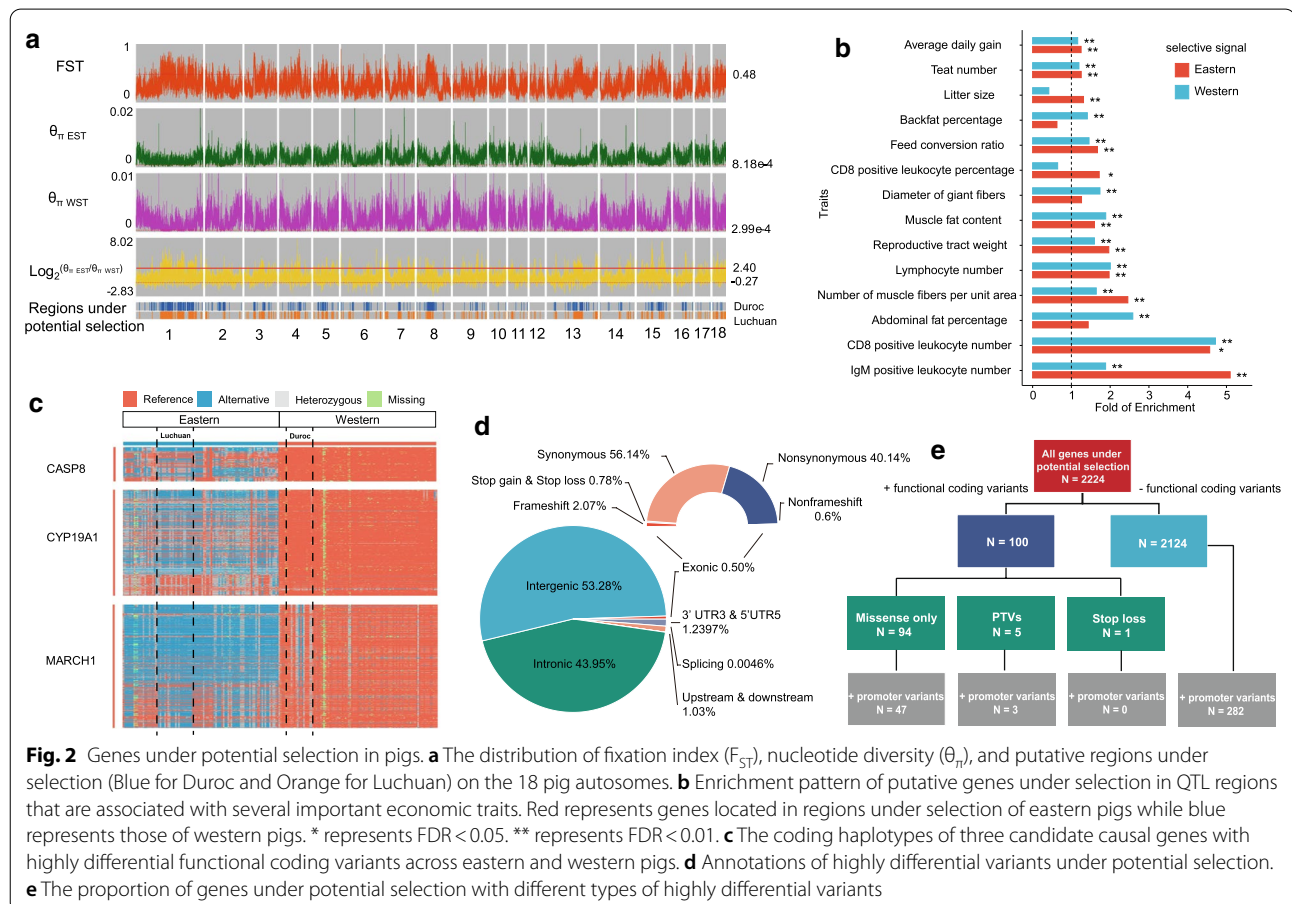 a
FST
1
0
0.48
θπ EST
0.02
0
8.18e-4
θπ WST
0.01
0
2.99e-4
Log2(θπ EST/θπ WST)
8.02
-2.83
2.40
-0.27
Regions under
potential selection
Duroc
Luchuan
1 2 3 4 5 6 7 8 9 10 11 12 13 14 15 16 17 18
b
selective signal
Eastern
Western
Traits
Average daily gain ** **
Teat number ** **
Litter size **
Backfat percentage **
Feed conversion ratio ** **
CD8 positive leukocyte percentage *
Diameter of giant fibers **
Muscle fat content ** **
Reproductive tract weight ** **
Lymphocyte number ** **
Number of muscle fibers per unit area ** **
Abdominal fat percentage **
CD8 positive leukocyte number ** *
IgM positive leukocyte number ** **
0 1 2 3 4 5
Fold of Enrichment
c
Reference Alternative Heterozygous Missing
Eastern Western
Luchuan Duroc
CASP8
CYP19A1
MARCH1
d
Synonymous 56.14%
Nonsynonymous 40.14%
Stop gain & Stop loss 0.78%
Frameshift 2.07%
Nonframeshift
0.6%
Exonic 0.50%
Intergenic 53.28%
3' UTR3 & 5'UTR5
1.2397%
Splicing 0.0046%
Intronic 43.95%
Upstream & downstream
1.03%
e
All genes under
potential selection
N = 2224
+ functional coding variants
- functional coding variants
N = 100
N = 2124
Missense only
N = 94
PTVs
N = 5
Stop loss
N = 1
+ promoter variants
N = 47
+ promoter variants
N = 3
+ promoter variants
N = 0
+ promoter variants
N = 282
Fig. 2 Genes under potential selection in pigs. a The distribution of fixation index (FST), nucleotide diversity (θπ), and putative regions under
selection (Blue for Duroc and Orange for Luchuan) on the 18 pig autosomes. b Enrichment pattern of putative genes under selection in QTL regions
that are associated with several important economic traits. Red represents genes located in regions under selection of eastern pigs while blue
represents those of western pigs. * represents FDR < 0.05. ** represents FDR < 0.01. c The coding haplotypes of three candidate causal genes with
highly differential functional coding variants across eastern and western pigs. d Annotations of highly differential variants under potential selection.
e The proportion of genes under potential selection with different types of highly differential variants